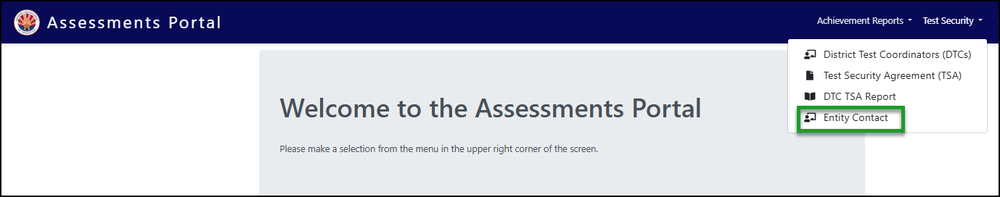 Assessments Portal
Achievement Reports
Test Security
District Test Coordinators (DTCs)
Test Security Agreement (TSA)
DTC TSA Report
Entity Contact
Welcome to the Assessments Portal
Please make a selection from the menu in the upper right corner of the screen.